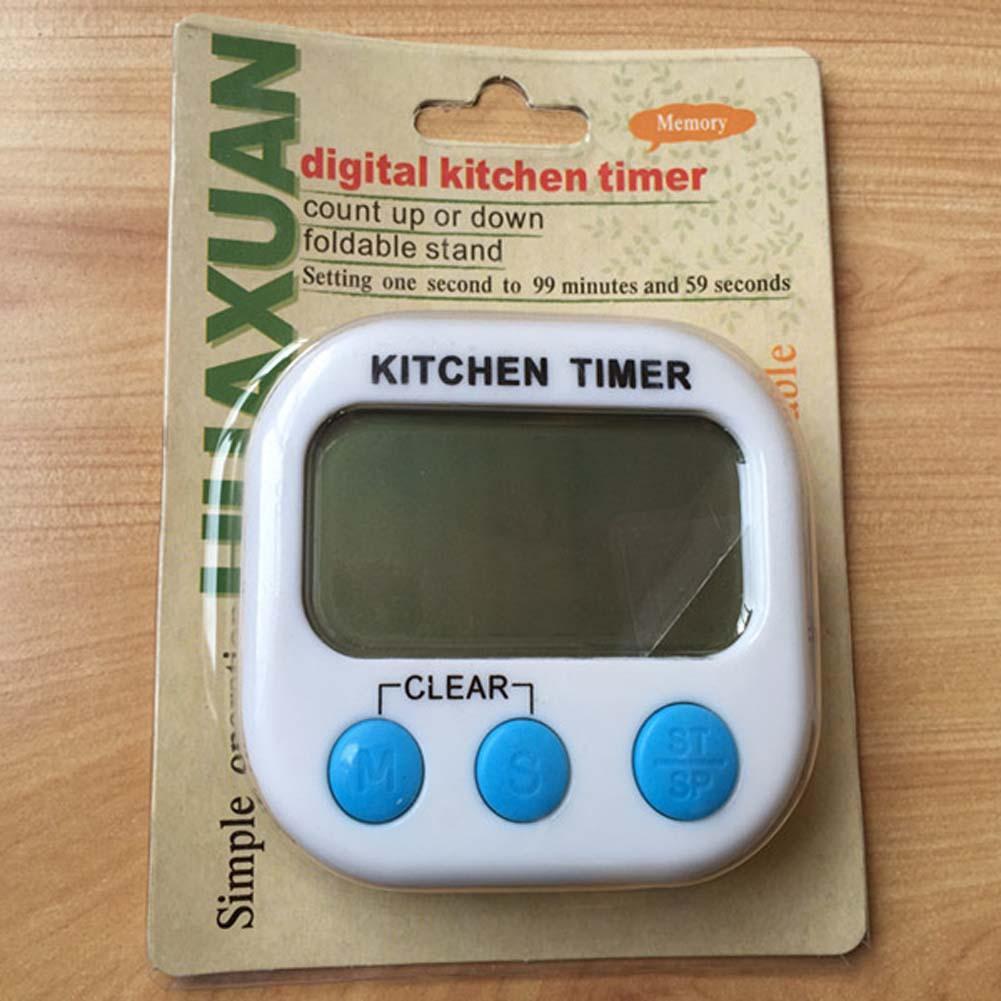 Memory
digital kitchen timer
count up or down
foldable stand
Setting one second to 99 minutes and 59 seconds
HUAXUAN
KITCHEN TIMER
CLEAR
M
S
ST
SP
Simple operation